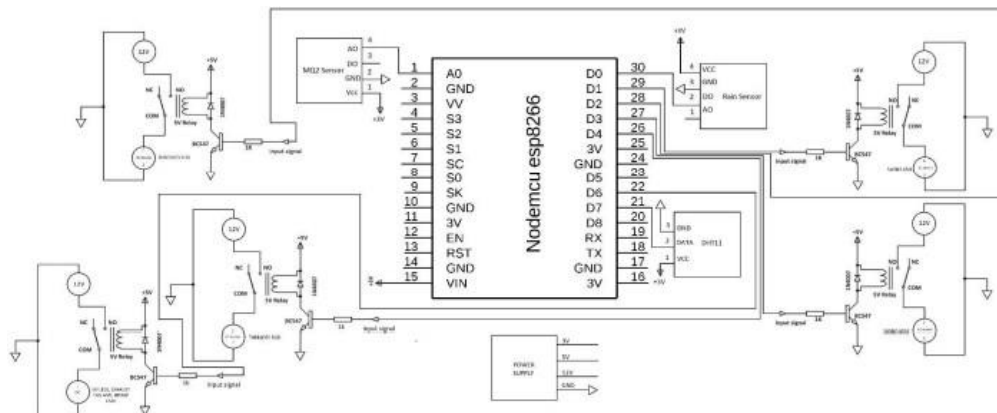 12V
+5V
NC
NO
COM
5V Relay
1N4007
BC547
1K
Input signal
MQ2 Sensor
AO
DO
GND
Vcc
4
3
2
1
+5V
Nodemcu esp8266
1 A0
2 GND
3 VV
4 S3
5 S2
6 S1
7 SC
8 S0
9 SK
10 GND
11 3V
12 EN
13 RST
14 GND
15 VIN
D0 30
D1 29
D2 28
D3 27
D4 26
3V 25
GND 24
D5 23
D6 22
D7 21
D8 20
RX 19
TX 18
GND 17
3V 16
+5V
4 VCC
3 GND
2 DO
1 AO
Rain Sensor
+5V
1N4007
NO
NC
COM
5V Relay
BC547
1K
Input signal
12V
3 GND
2 DATA
1 VCC
DHT11
+3V
12V
+5V
NC
NO
COM
5V Relay
1N4007
BC547
1K
Input signal
+5V
12V
+5V
NC
NO
COM
5V Relay
1N4007
BC547
1K
Input signal
DC
12V
+5V
1N4007
NO
NC
COM
5V Relay
BC547
1K
Input signal
POWER
SUPPLY
3V
5V
12V
GND